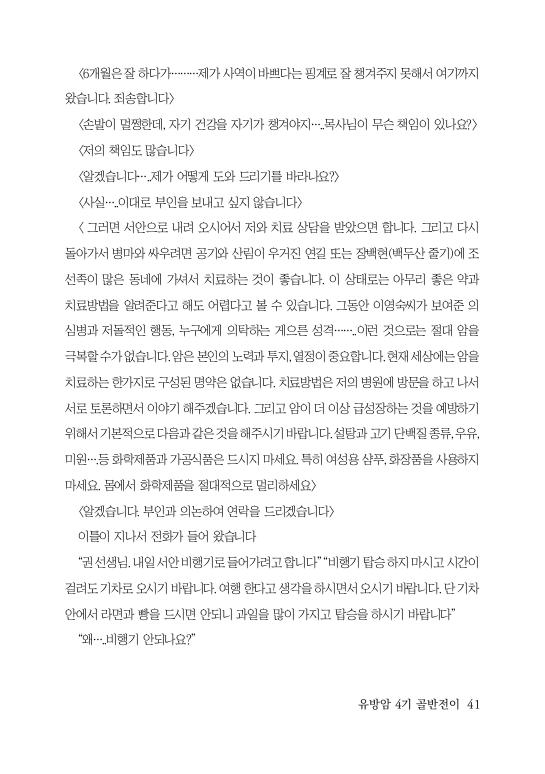 〈6개월은 잘 하다가………제가 사역이 바쁘다는 핑계로 잘 챙겨주지 못해서 여기까지
왔습니다. 죄송합니다〉
〈손발이 멀쩡한데, 자기 건강을 자기가 챙겨야지…..목사님이 무슨 책임이 있나요?〉
〈저의 책임도 많습니다〉
〈알겠습니다….제가 어떻게 도와 드리기를 바라나요?〉
〈사실…..이대로 부인을 보내고 싶지 않습니다〉
〈 그러면 서안으로 내려 오시어서 저와 치료 상담을 받았으면 합니다. 그리고 다시
돌아가서 병마와 싸우려면 공기와 산림이 우거진 연길 또는 장백현(백두산 줄기)에 조
선족이 많은 동네에 가셔서 치료하는 것이 좋습니다. 이 상태로는 아무리 좋은 약과
치료방법을 알려준다고 해도 어렵다고 볼 수 있습니다. 그동안 이영숙씨가 보여준 의
심병과 저돌적인 행동, 누구에게 의탁하는 게으른 성격……..이런 것으로는 절대 암을
극복할 수가 없습니다. 암은 본인의 노력과 투지, 열정이 중요합니다. 현재 세상에는 암을
치료하는 한가지로 구성된 명약은 없습니다. 치료방법은 저의 병원에 방문을 하고 나서
서로 토론하면서 이야기 해주겠습니다. 그리고 암이 더 이상 급성장하는 것을 예방하기
위해서 기본적으로 다음과 같은 것을 해주시기 바랍니다. 설탕과 고기 단백질 종류, 우유,
미원….등 화학제품과 가공식품은 드시지 마세요. 특히 여성용 샴푸, 화장품을 사용하지
마세요. 몸에서 화학제품을 절대적으로 멀리하세요〉
〈알겠습니다. 부인과 의논하여 연락을 드리겠습니다〉
이틀이 지나서 전화가 들어 왔습니다
“권 선생님. 내일 서안 비행기로 들어가려고 합니다” “비행기 탑승 하지 마시고 시간이
걸려도 기차로 오시기 바랍니다. 여행 한다고 생각을 하시면서 오시기 바랍니다. 단 기차
안에서 라면과 빵을 드시면 안되니 과일을 많이 가지고 탑승을 하시기 바랍니다”
“왜…..비행기 안되나요?”
유방암 4기 골반전이 41